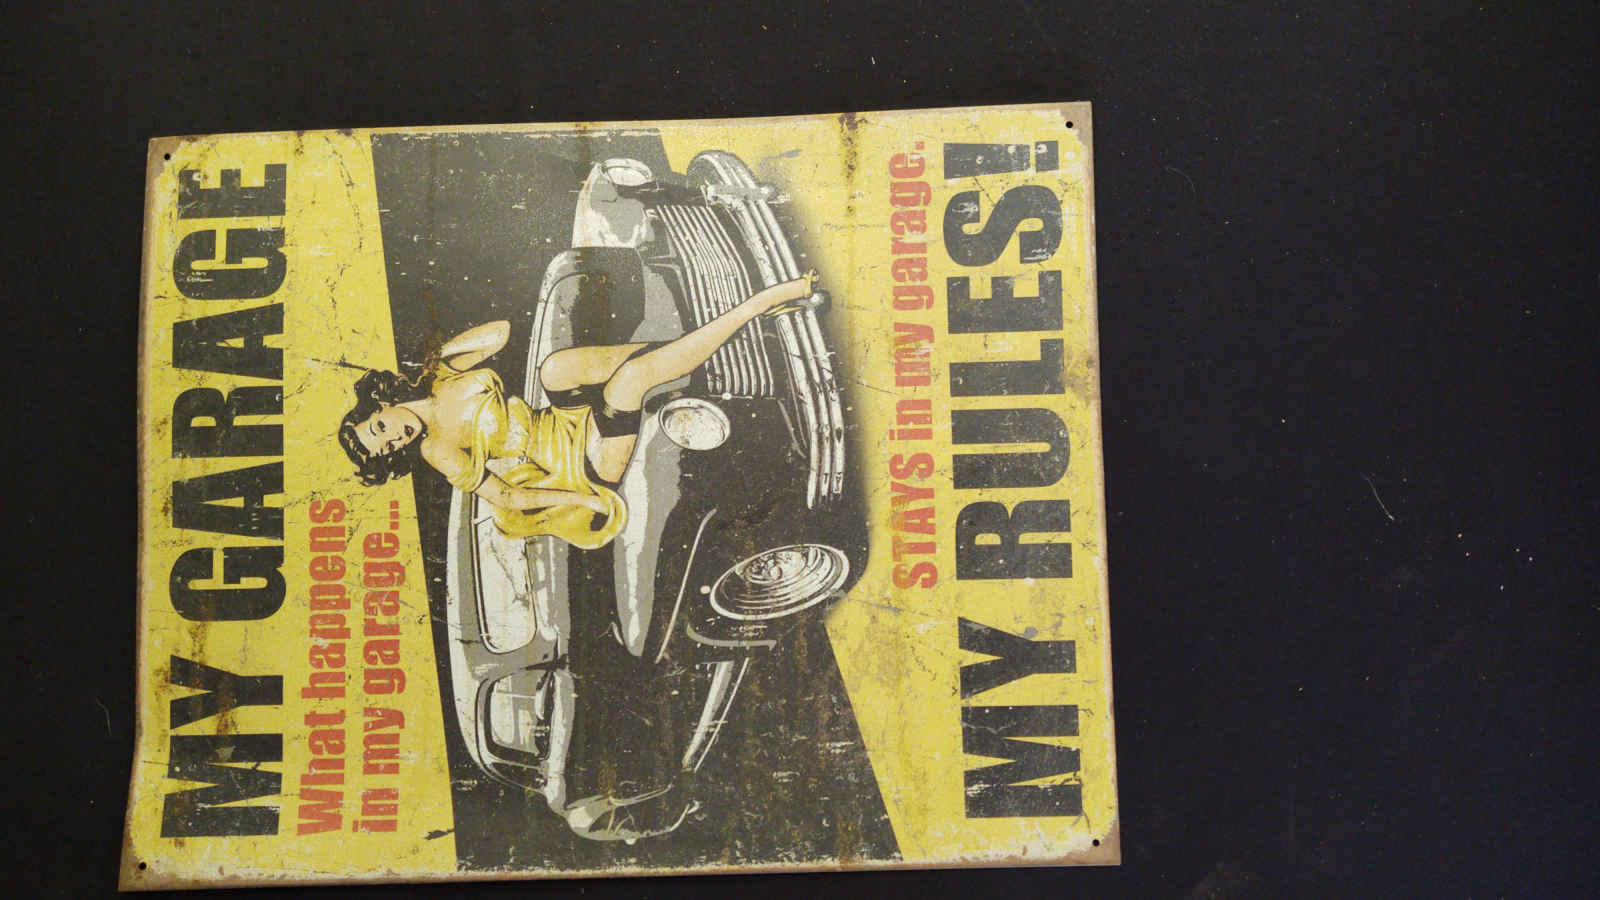 MY GARAGE
What happens
in my garage...
STAYS in my garage.
MY RULES!